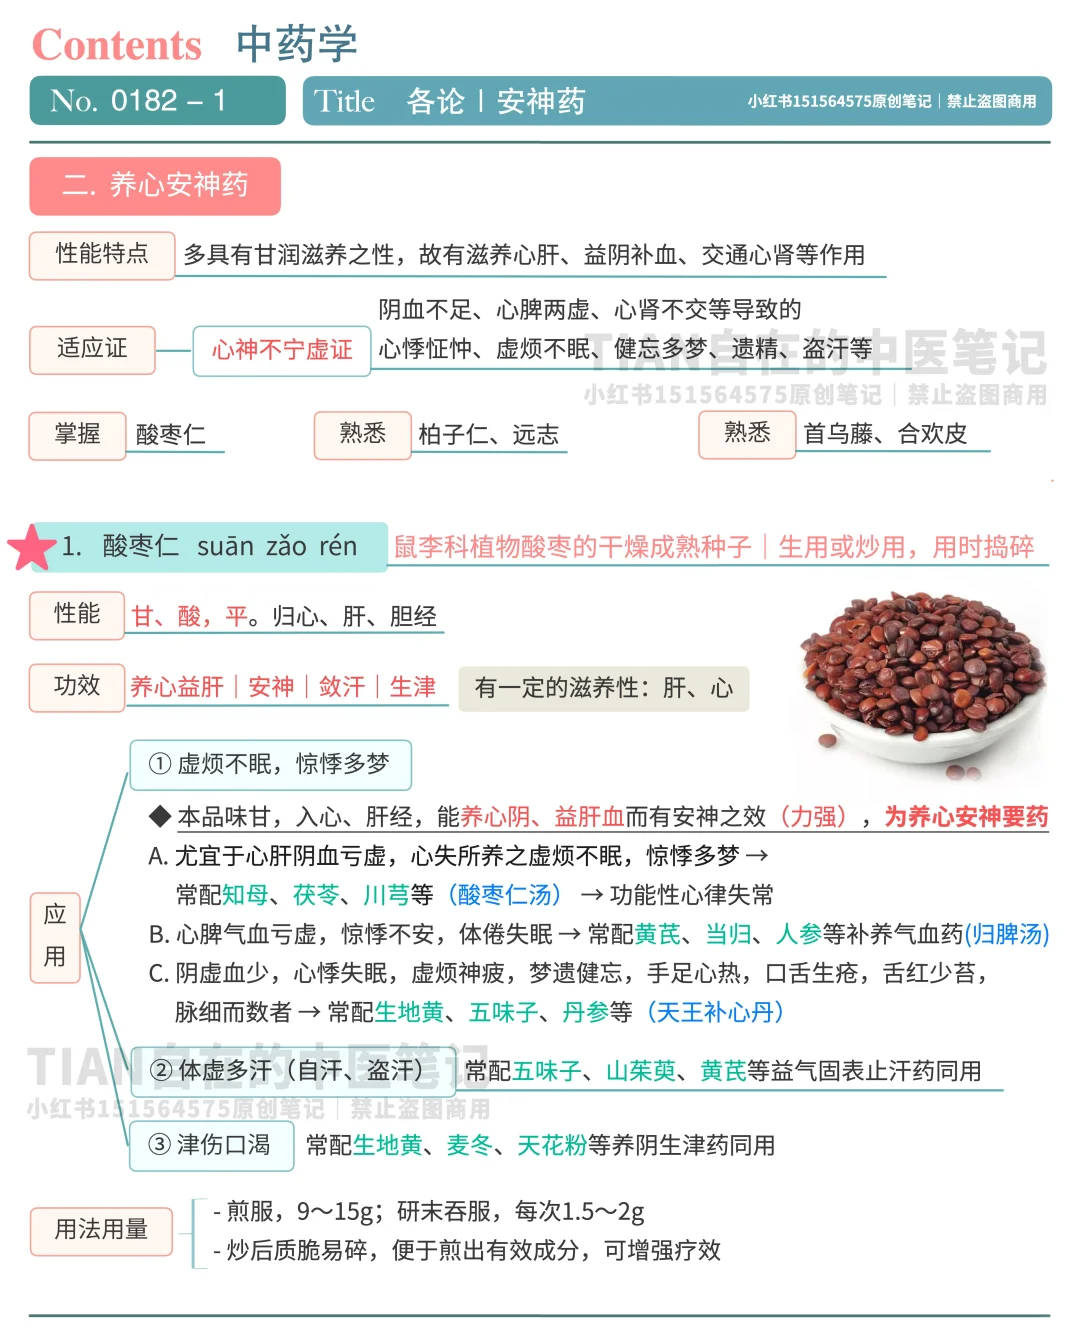 Contents 中药学
No. 0182 – 1
Title 各论丨安神药
小红书151564575原创笔记｜禁止盗图商用
二. 养心安神药
性能特点 多具有甘润滋养之性，故有滋养心肝、益阴补血、交通心肾等作用
阴血不足、心脾两虚、心肾不交等导致的
适应证 心神不宁虚证 心悸怔忡、虚烦不眠、健忘多梦、遗精、盗汗等
TIAN自在的中医笔记
小红书151564575原创笔记｜禁止盗图商用
掌握 酸枣仁 熟悉 柏子仁、远志 熟悉 首乌藤、合欢皮
1. 酸枣仁 suān zǎo rén 鼠李科植物酸枣的干燥成熟种子｜生用或炒用，用时捣碎
性能 甘、酸，平。归心、肝、胆经
功效 养心益肝｜安神｜敛汗｜生津 有一定的滋养性：肝、心
① 虚烦不眠，惊悸多梦
◆ 本品味甘，入心、肝经，能养心阴、益肝血而有安神之效（力强），为养心安神要药
A. 尤宜于心肝阴血亏虚，心失所养之虚烦不眠，惊悸多梦 →
常配知母、茯苓、川芎等（酸枣仁汤） → 功能性心律失常
应用
B. 心脾气血亏虚，惊悸不安，体倦失眠 → 常配黄芪、当归、人参等补养气血药(归脾汤)
C. 阴虚血少，心悸失眠，虚烦神疲，梦遗健忘，手足心热，口舌生疮，舌红少苔，
脉细而数者 → 常配生地黄、五味子、丹参等（天王补心丹）
TIAN自在的中医笔记
② 体虚多汗（自汗、盗汗） 常配五味子、山茱萸、黄芪等益气固表止汗药同用
小红书151564575原创笔记｜禁止盗图商用
③ 津伤口渴 常配生地黄、麦冬、天花粉等养阴生津药同用
用法用量
- 煎服，9～15g；研末吞服，每次1.5～2g
- 炒后质脆易碎，便于煎出有效成分，可增强疗效